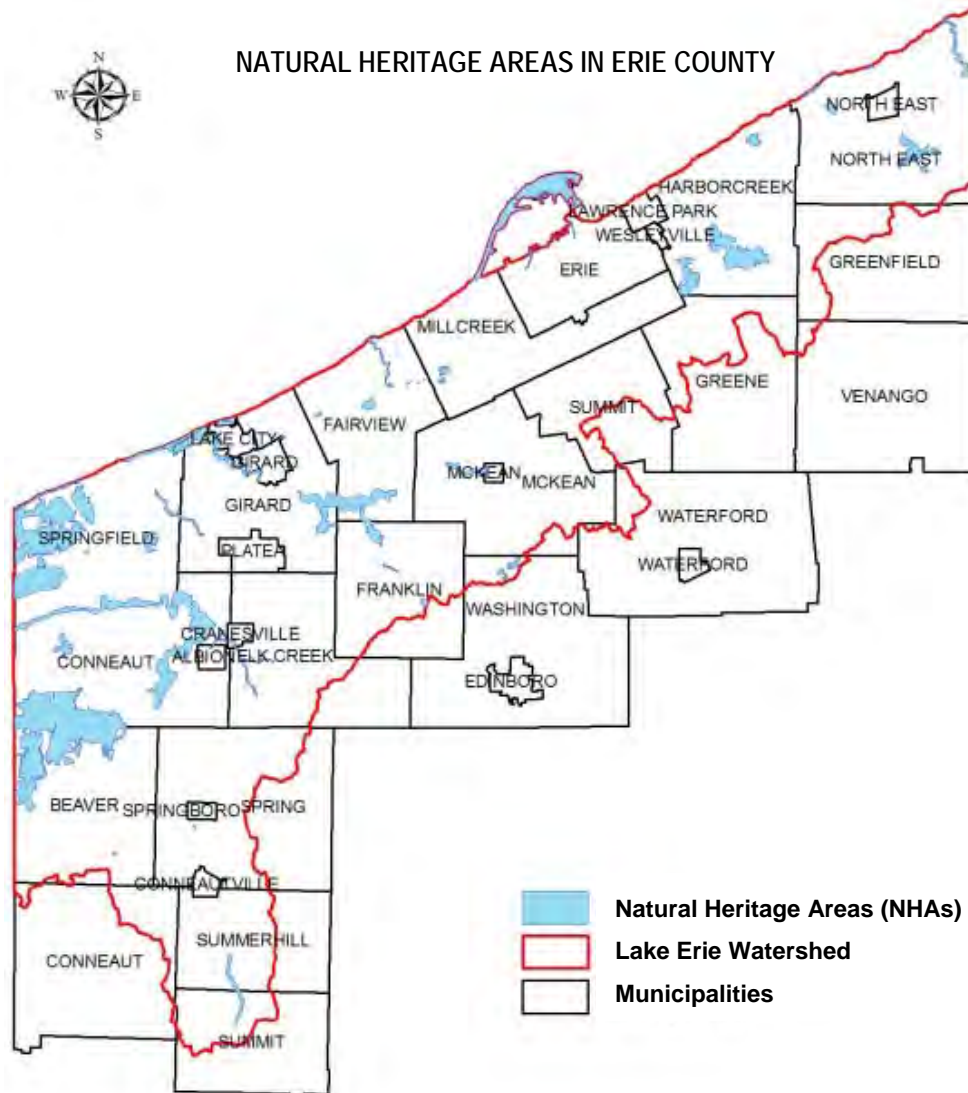 NATURAL HERITAGE AREAS IN ERIE COUNTY
N
W E
S
NORTH EAST
NORTH EAST
HARBORCREEK
LAWRENCE PARK
WESLEYVILLE
ERIE
GREENFIELD
MILLCREEK
GREENE
VENANGO
SUMMIT
FAIRVIEW
LAKE CITY
GIRARD
MCKEAN
MCKEAN
GIRARD
WATERFORD
SPRINGFIELD
PLATEA
WATERFORD
FRANKLIN
WASHINGTON
CRANESVILLE
CONNEAUT
ALBION
ELK CREEK
EDINBORO
BEAVER
SPRINGBORO
SPRING
CONNEAUTVILLE
Natural Heritage Areas (NHAs)
SUMMERHILL
Lake Erie Watershed
CONNEAUT
Municipalities
SUMMIT